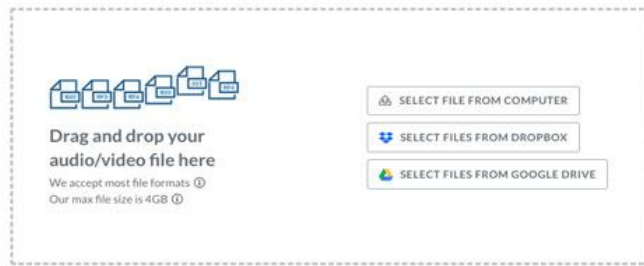 Drag and drop your
audio/video file here
We accept most file formats
Our max file size is 4GB
SELECT FILE FROM COMPUTER
SELECT FILES FROM DROPBOX
SELECT FILES FROM GOOGLE DRIVE